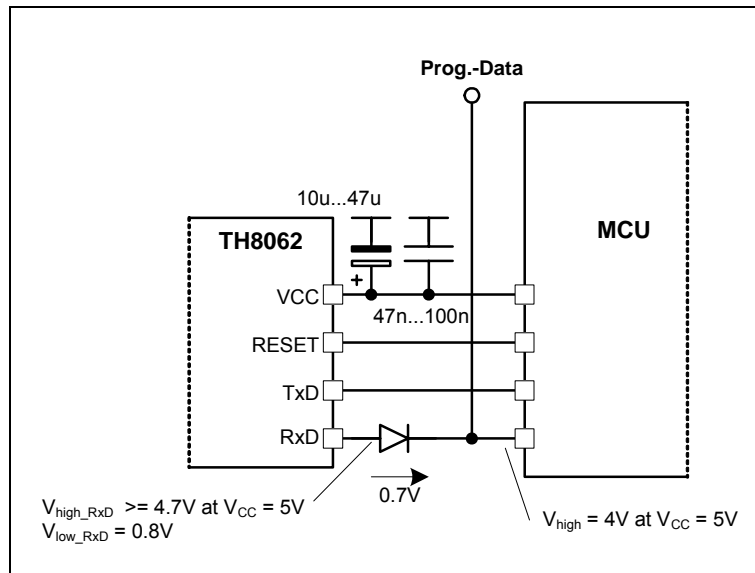 Prog.-Data
10u...47u
TH8062
MCU
+
VCC
47n...100n
RESET
TxD
RxD
0.7V
V_high_RxD >= 4.7V at V_CC = 5V
V_low_RxD = 0.8V
V_high = 4V at V_CC = 5V